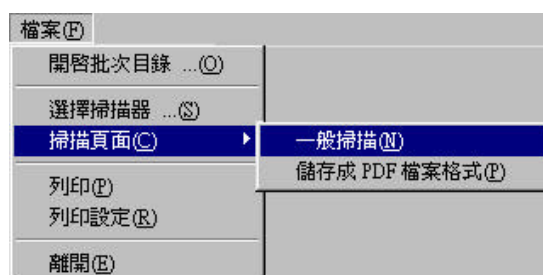 檔案(F)
開啓批次目錄 ...(O)
選擇掃描器 ...(S)
掃描頁面(C)
一般掃描(N)
儲存成 PDF 檔案格式(P)
列印(P)
列印設定(R)
離開(E)